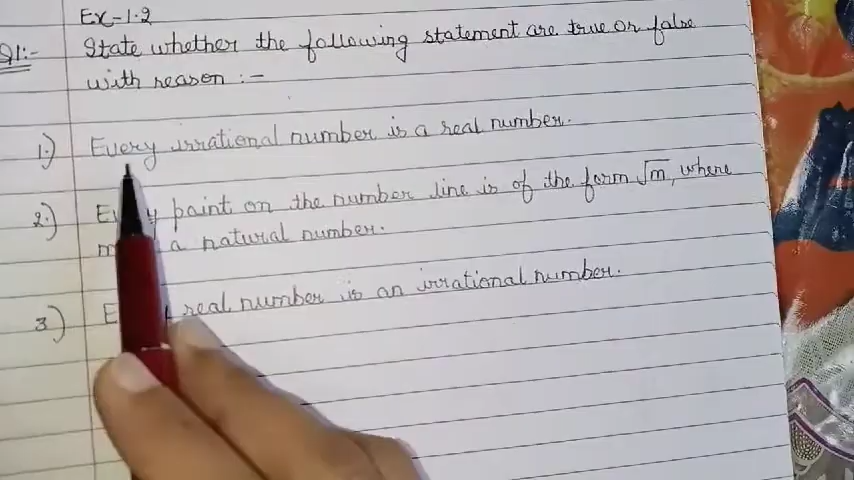 Ex-1.2
Q1:- State whether the following statement are true or false
with reason :-
1.) Every irrational number is a real number.
2.) point on the number line is of the form √m, where
a natural number.
3) real number is an irrational number.